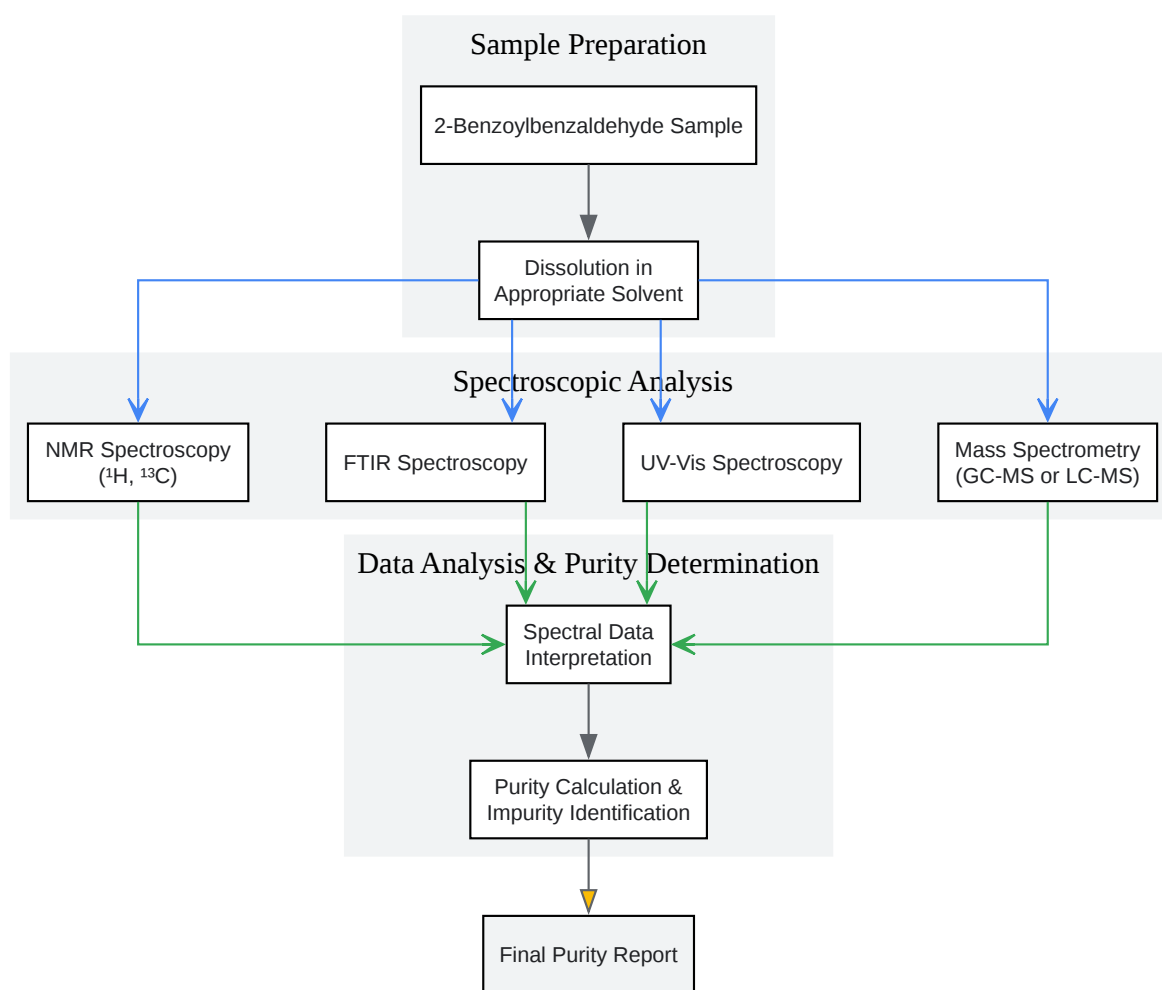 Sample Preparation
2-Benzoylbenzaldehyde Sample
Dissolution in
Appropriate Solvent
Spectroscopic Analysis
NMR Spectroscopy
(¹H, ¹³C)
FTIR Spectroscopy
UV-Vis Spectroscopy
Mass Spectrometry
(GC-MS or LC-MS)
Data Analysis & Purity Determination
Spectral Data
Interpretation
Purity Calculation &
Impurity Identification
Final Purity Report